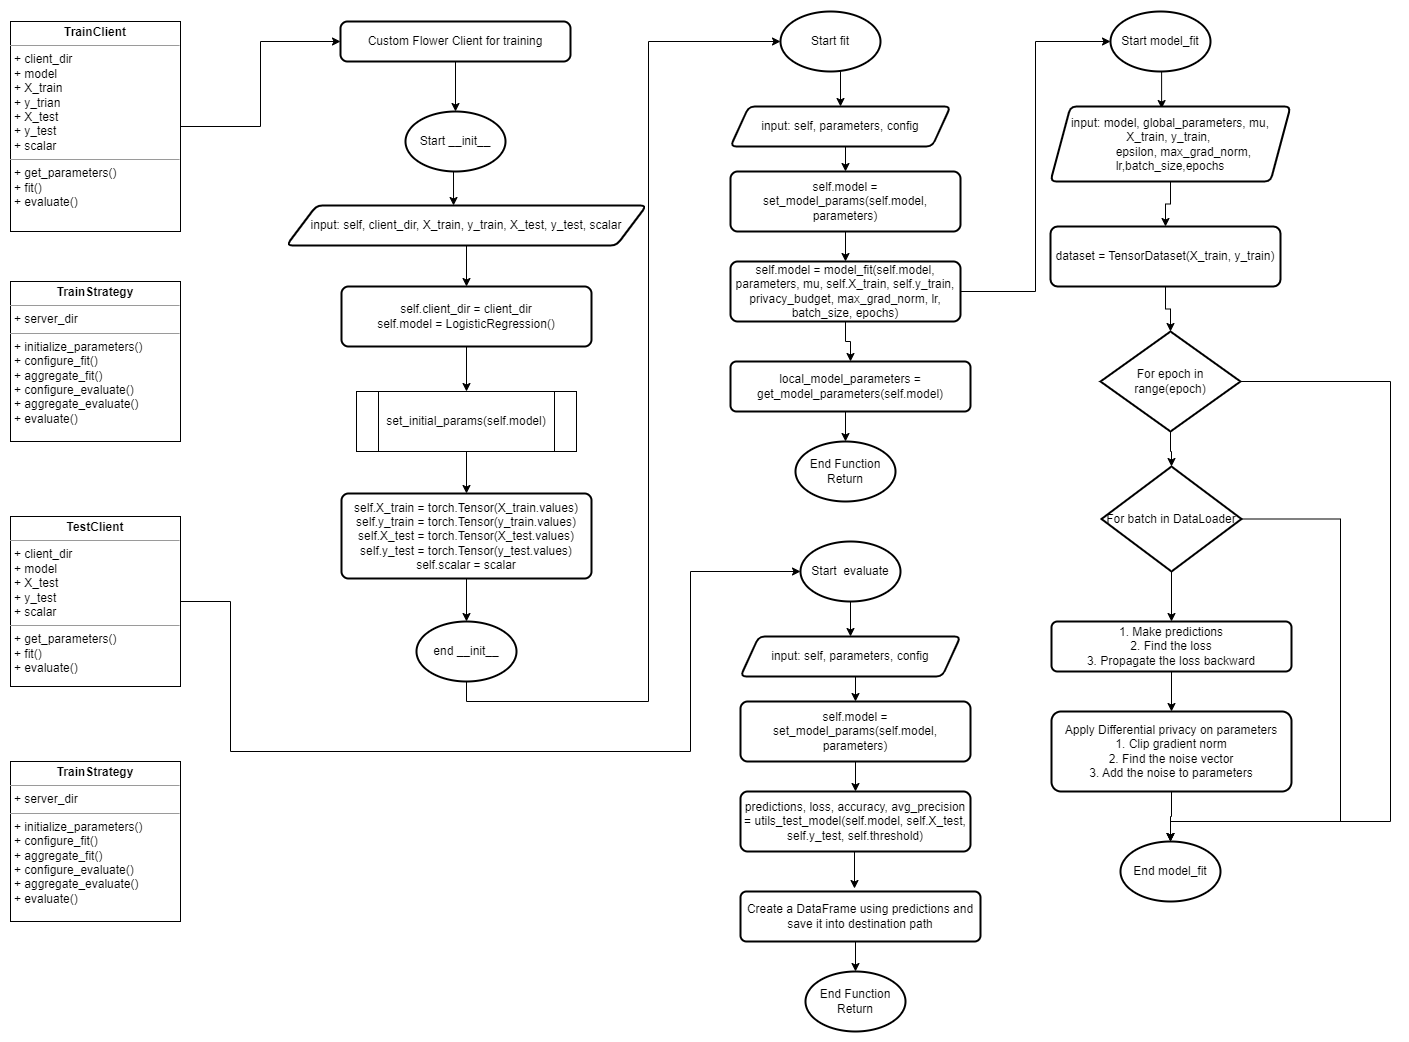 TrainClient
+ client_dir
+ model
+ X_train
+ y_trian
+ X_test
+ y_test
+ scalar
+ get_parameters()
+ fit()
+ evaluate()
TrainStrategy
+ server_dir
+ initialize_parameters()
+ configure_fit()
+ aggregate_fit()
+ configure_evaluate()
+ aggregate_evaluate()
+ evaluate()
TestClient
+ client_dir
+ model
+ X_test
+ y_test
+ scalar
+ get_parameters()
+ fit()
+ evaluate()
TrainStrategy
+ server_dir
+ initialize_parameters()
+ configure_fit()
+ aggregate_fit()
+ configure_evaluate()
+ aggregate_evaluate()
+ evaluate()
Custom Flower Client for training
Start __init__
input: self, client_dir, X_train, y_train, X_test, y_test, scalar
self.client_dir = client_dir
self.model = LogisticRegression()
set_initial_params(self.model)
self.X_train = torch.Tensor(X_train.values)
self.y_train = torch.Tensor(y_train.values)
self.X_test = torch.Tensor(X_test.values)
self.y_test = torch.Tensor(y_test.values)
self.scalar = scalar
end __init__
Start fit
input: self, parameters, config
self.model =
set_model_params(self.model,
parameters)
self.model = model_fit(self.model,
parameters, mu, self.X_train, self.y_train,
privacy_budget, max_grad_norm, lr,
batch_size, epochs)
local_model_parameters =
get_model_parameters(self.model)
End Function
Return
Start  evaluate
input: self, parameters, config
self.model =
set_model_params(self.model,
parameters)
predictions, loss, accuracy, avg_precision
= utils_test_model(self.model, self.X_test,
self.y_test, self.threshold)
Create a DataFrame using predictions and
save it into destination path
End Function
Return
Start model_fit
input: model, global_parameters, mu,
X_train, y_train,
epsilon, max_grad_norm,
lr,batch_size,epochs
dataset = TensorDataset(X_train, y_train)
For epoch in
range(epoch)
For batch in DataLoader
1. Make predictions
2. Find the loss
3. Propagate the loss backward
Apply Differential privacy on parameters
1. Clip gradient norm
2. Find the noise vector
3. Add the noise to parameters
End model_fit